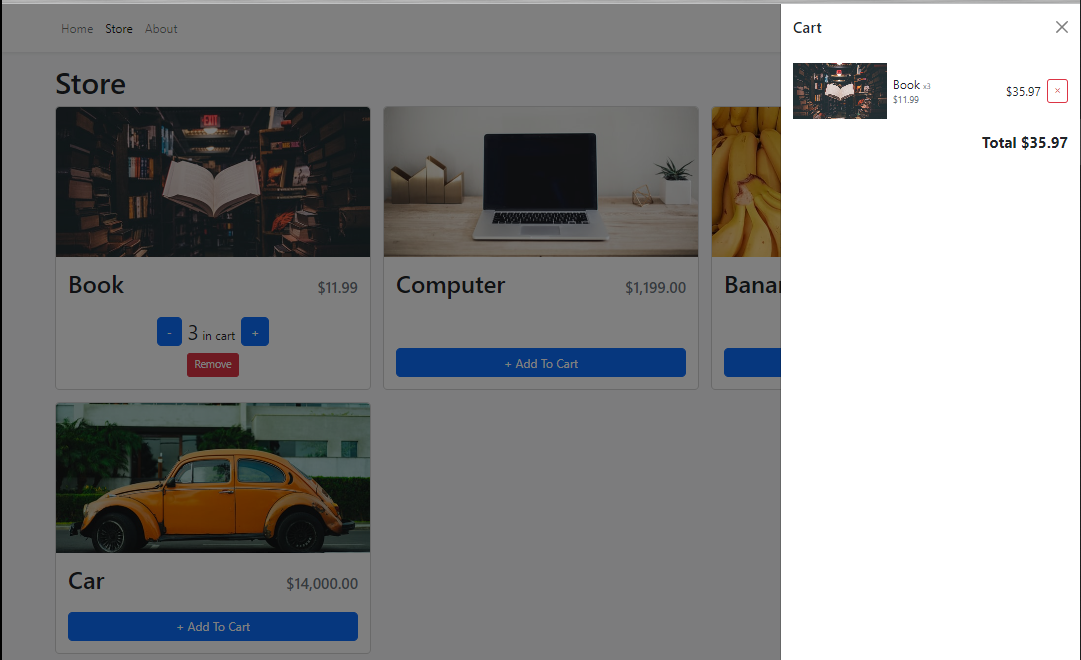 Home Store About
Store
EXIT
Book $11.99
- 3 in cart +
Remove
Computer $1,199.00
+ Add To Cart
Car $14,000.00
+ Add To Cart
Cart
Book x3
$11.99
$35.97 ×
Total $35.97